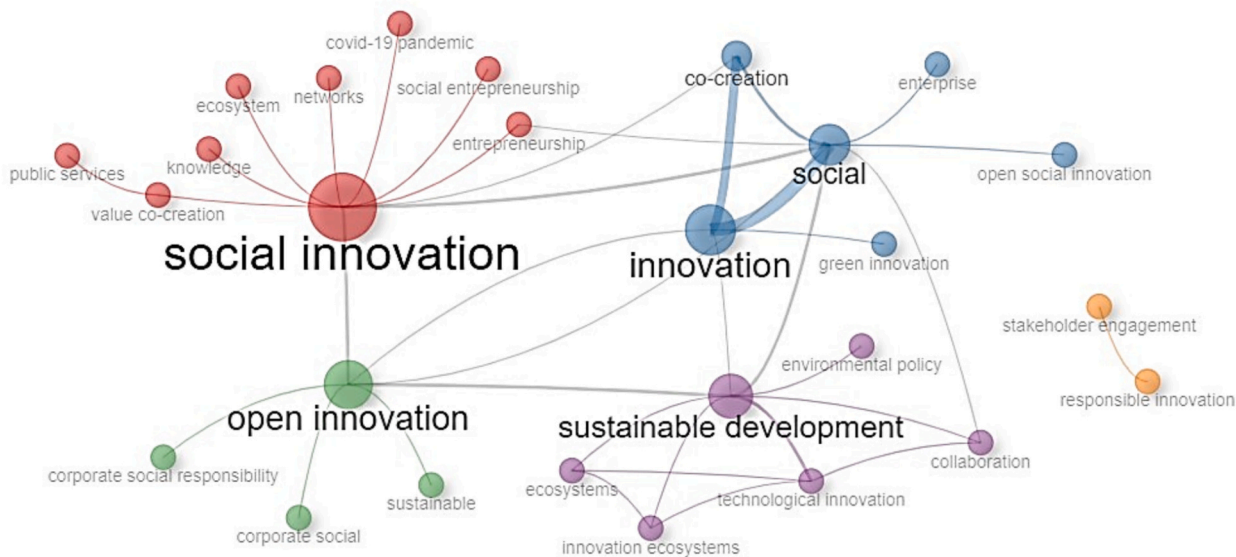 covid-19 pandemic
co-creation
enterprise
ecosystem
networks
social entrepreneurship
entrepreneurship
public services
knowledge
social
open social innovation
value co-creation
social innovation
innovation
green innovation
stakeholder engagement
environmental policy
responsible innovation
open innovation
sustainable development
corporate social responsibility
sustainable
ecosystems
technological innovation
collaboration
corporate social
innovation ecosystems